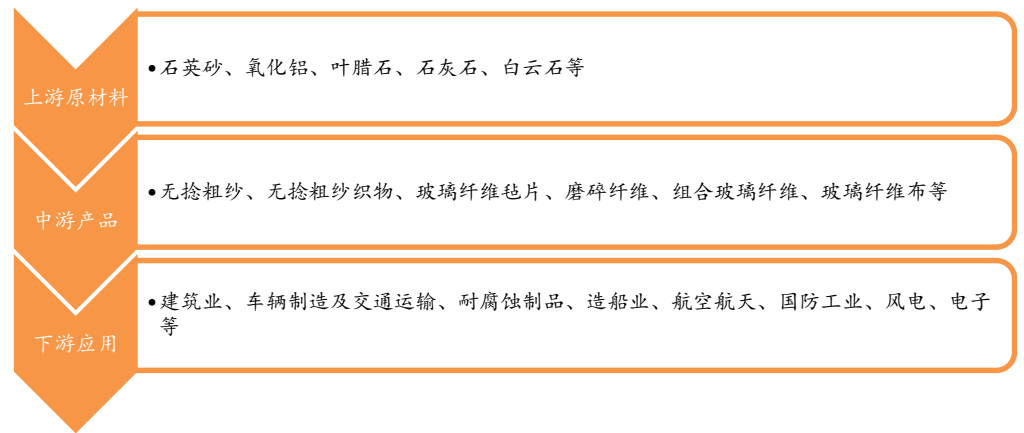 上游原材料
•石英砂、氧化铝、叶腊石、石灰石、白云石等
中游产品
•无捻粗纱、无捻粗纱织物、玻璃纤维毡片、磨碎纤维、组合玻璃纤维、玻璃纤维布等
下游应用
•建筑业、车辆制造及交通运输、耐腐蚀制品、造船业、航空航天、国防工业、风电、电子
等